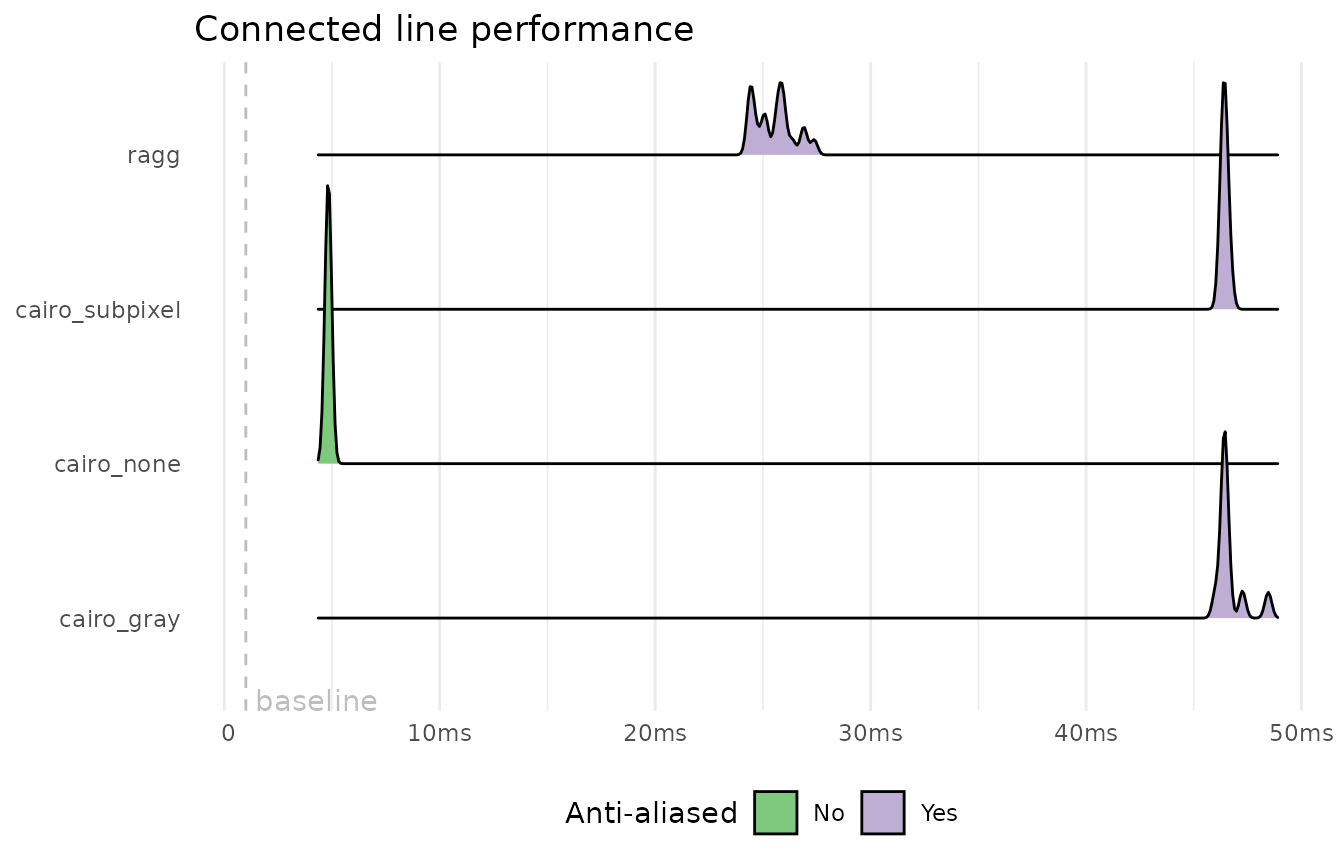 Connected line performance
ragg
cairo_subpixel
cairo_none
cairo_gray
baseline
0 10ms 20ms 30ms 40ms 50ms
Anti-aliased No Yes